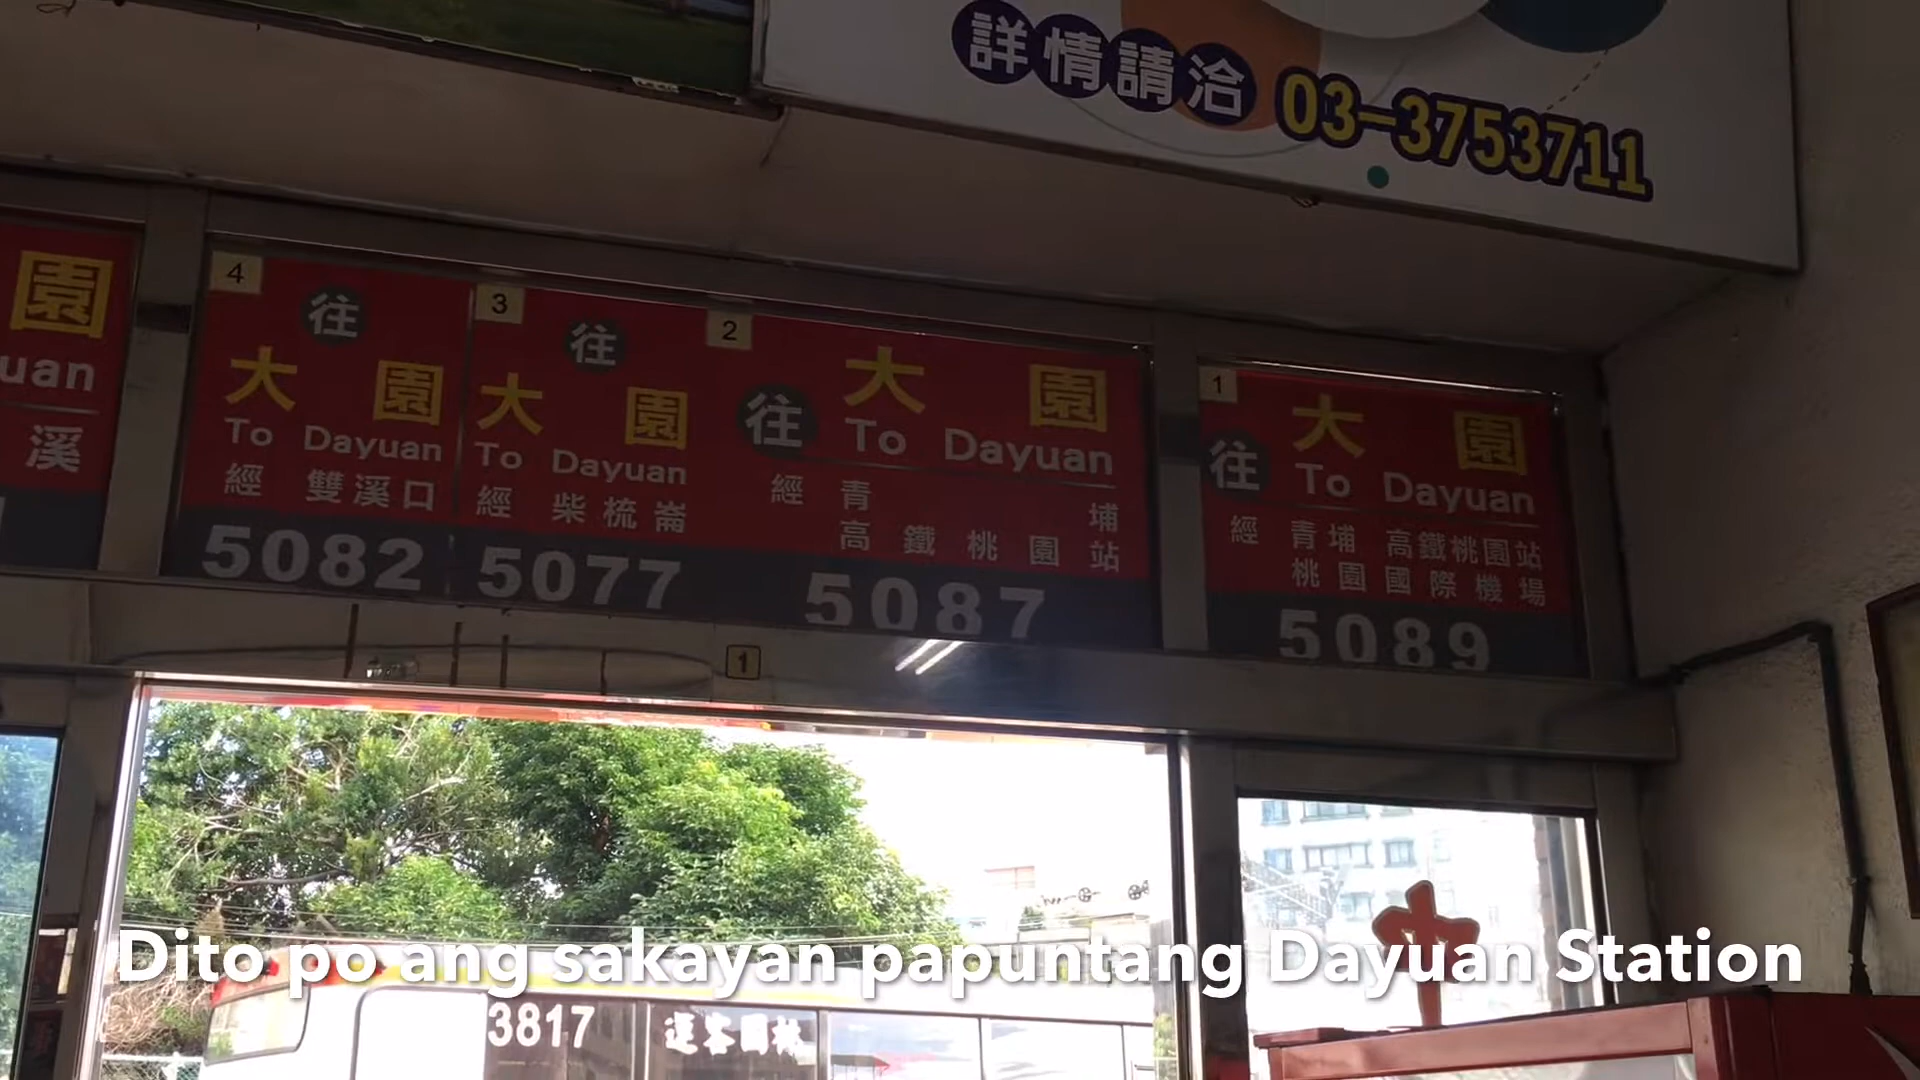 詳情請洽 03-3753711
園
uan
溪
4
往
大園
To Dayuan
經 雙溪口
5082
3
往
大園
To Dayuan
經 柴梳崙
5077
2
往 大園
To Dayuan
經 青埔
高鐵桃園站
5087
1
往 大園
To Dayuan
經 青埔 高鐵桃園站
桃園國際機場
5089
1
Dito po ang sakayan papuntang Dayuan Station
3817